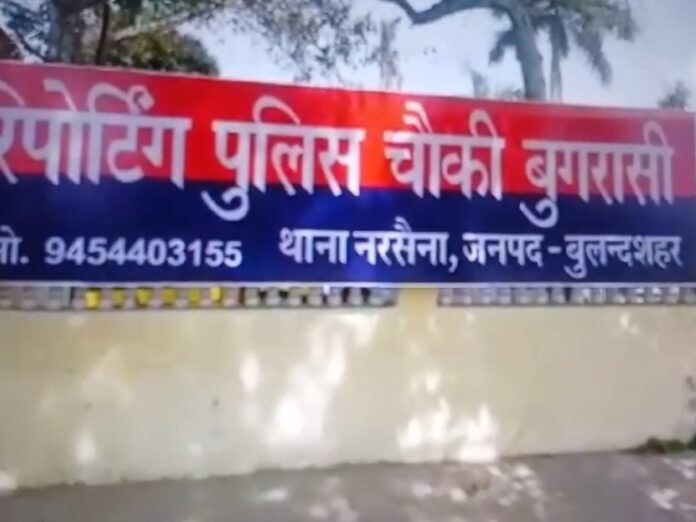 रिपोर्टिंग पुलिस चौकी बुगरासी
मो. 9454403155 थाना नरसैना, जनपद - बुलन्दशहर